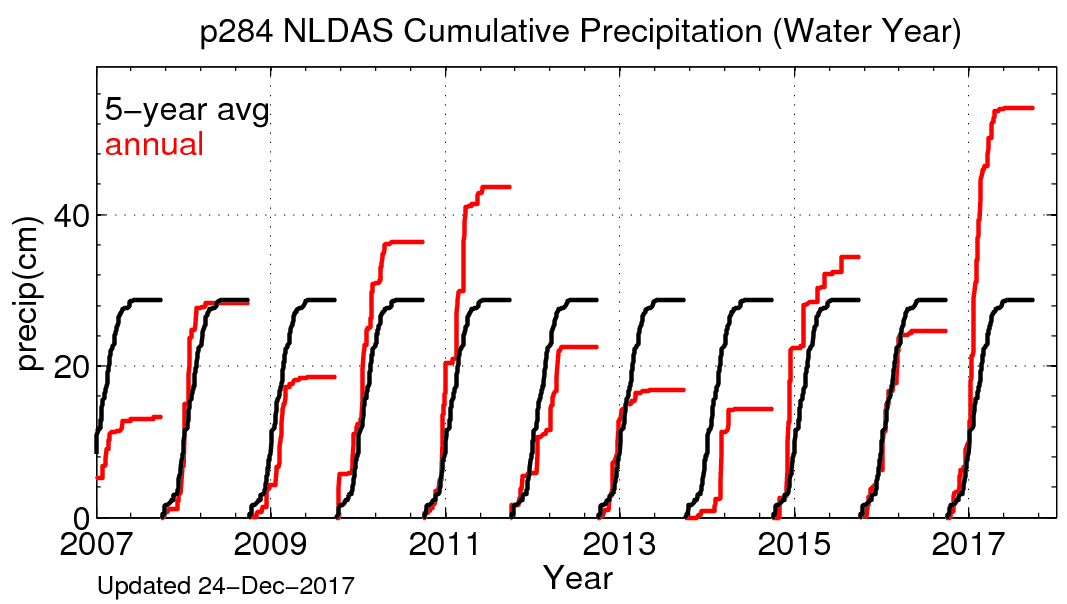 p284 NLDAS Cumulative Precipitation (Water Year)
5−year avg
annual
precip(cm)
40
20
0
2007 2009 2011 2013 2015 2017
Year
Updated 24−Dec−2017